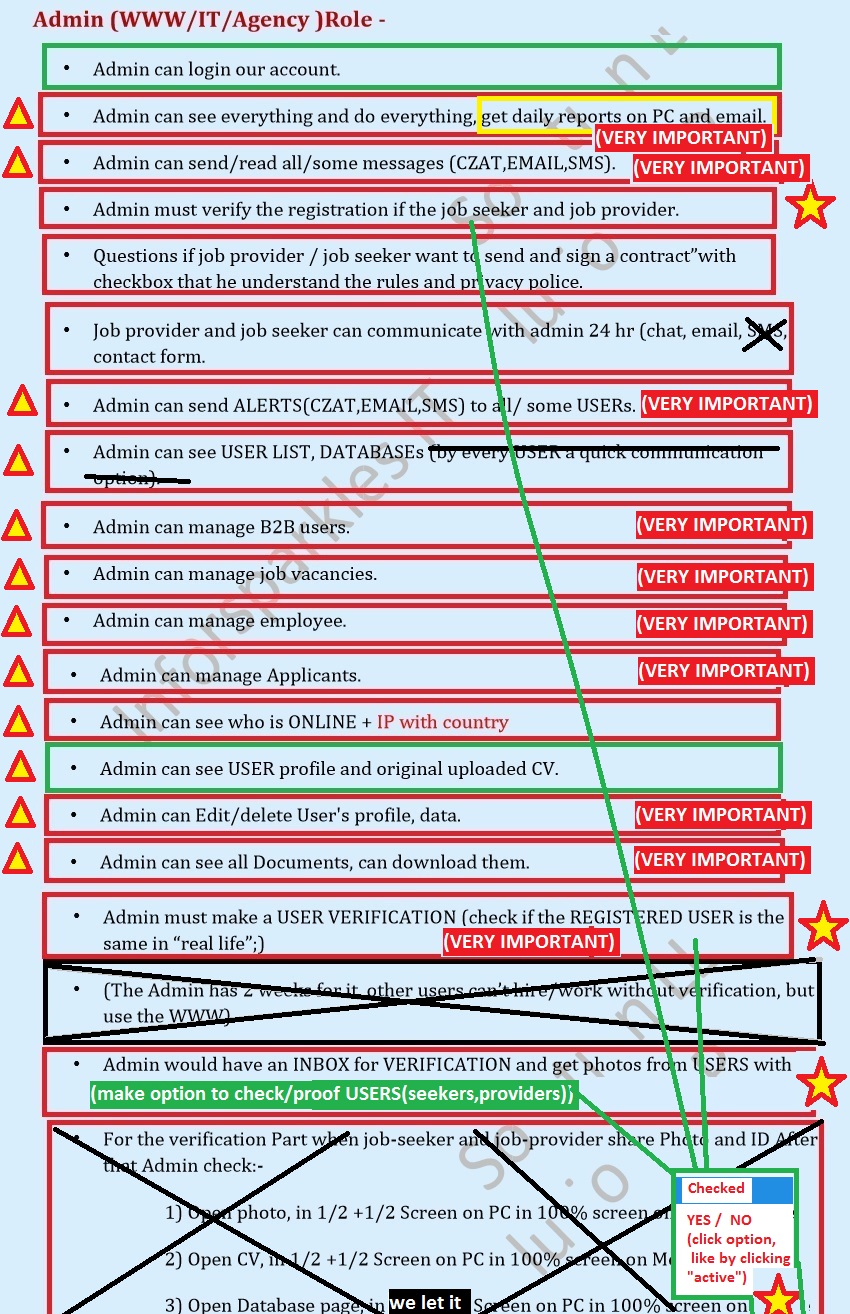 Admin (WWW/IT/Agency )Role -
• Admin can login our account.
• Admin can see everything and do everything, get daily reports on PC and email.
(VERY IMPORTANT)
• Admin can send/read all/some messages (CZAT,EMAIL,SMS). (VERY IMPORTANT)
• Admin must verify the registration if the job seeker and job provider.
• Questions if job provider / job seeker want to send and sign a contract”with
checkbox that he understand the rules and privacy police.
• Job provider and job seeker can communicate with admin 24 hr (chat, email, SMS,
contact form.
• Admin can send ALERTS(CZAT,EMAIL,SMS) to all/ some USERs. (VERY IMPORTANT)
• Admin can see USER LIST, DATABASEs (by every USER a quick communication
option).
• Admin can manage B2B users. (VERY IMPORTANT)
• Admin can manage job vacancies. (VERY IMPORTANT)
• Admin can manage employee. (VERY IMPORTANT)
• Admin can manage Applicants. (VERY IMPORTANT)
• Admin can see who is ONLINE + IP with country
• Admin can see USER profile and original uploaded CV.
• Admin can Edit/delete User's profile, data. (VERY IMPORTANT)
• Admin can see all Documents, can download them. (VERY IMPORTANT)
• Admin must make a USER VERIFICATION (check if the REGISTERED USER is the
same in “real life”;) (VERY IMPORTANT)
• (The Admin has 2 weeks for it, other users can't hire/work without verification, but
use the WWW)
• Admin would have an INBOX for VERIFICATION and get photos from USERS with
(make option to check/proof USERS(seekers,providers))
• For the verification Part when job-seeker and job-provider share Photo and ID After
that Admin check:-
1) Open photo, in 1/2 +1/2 Screen on PC in 100% screen on
2) Open CV, in 1/2 +1/2 Screen on PC in 100% screen on
3) Open Database page, in we let it Screen on PC in 100% screen on
Checked
YES / NO
(click option,
like by clicking
"active")
Inforsparkles IT